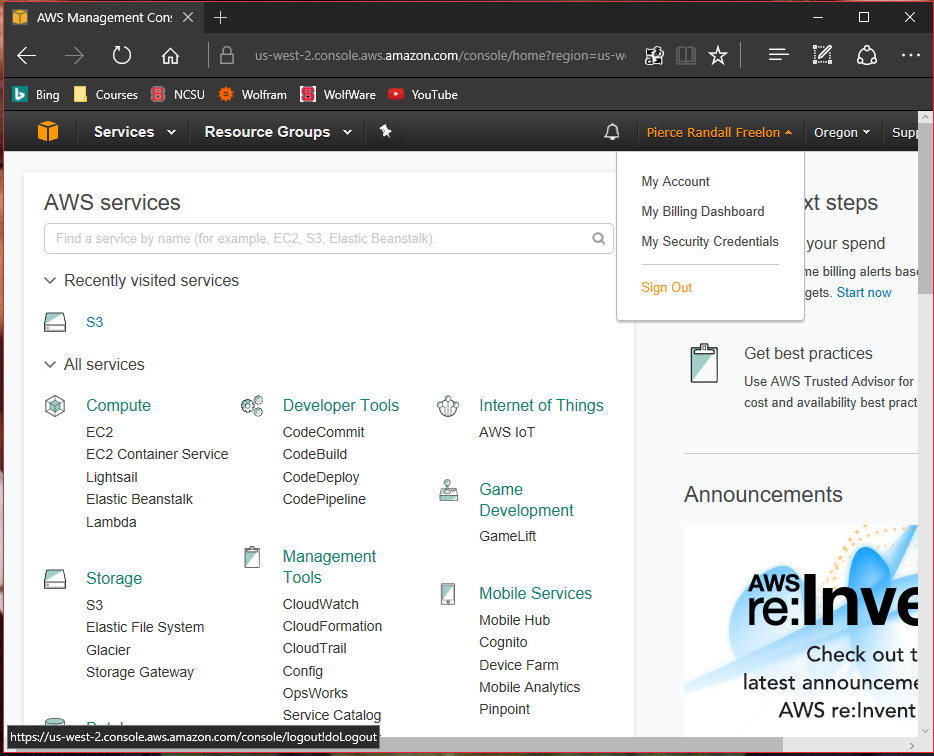 AWS Management Con
us-west-2.console.aws.amazon.com/console/home?region=us-w
Bing
Courses
NCSU
Wolfram
WolfWare
YouTube
Services
Resource Groups
Pierce Randall Freelon
Oregon
Supp
My Account
My Billing Dashboard
My Security Credentials
Sign Out
AWS services
Find a service by name (for example, EC2, S3, Elastic Beanstalk).
Recently visited services
S3
All services
Compute
EC2
EC2 Container Service
Lightsail
Elastic Beanstalk
Lambda
Storage
S3
Elastic File System
Glacier
Storage Gateway
Developer Tools
CodeCommit
CodeBuild
CodeDeploy
CodePipeline
Management
Tools
CloudWatch
CloudFormation
CloudTrail
Config
OpsWorks
Service Catalog
Internet of Things
AWS IoT
Game
Development
GameLift
Mobile Services
Mobile Hub
Cognito
Device Farm
Mobile Analytics
Pinpoint
xt steps
your spend
me billing alerts base
gets. Start now
Get best practices
Use AWS Trusted Advisor for
cost and availability best pract
Announcements
AWS
re:Inve
Check out t
latest announceme
AWS re:Invent
https://us-west-2.console.aws.amazon.com/console/logout!doLogout